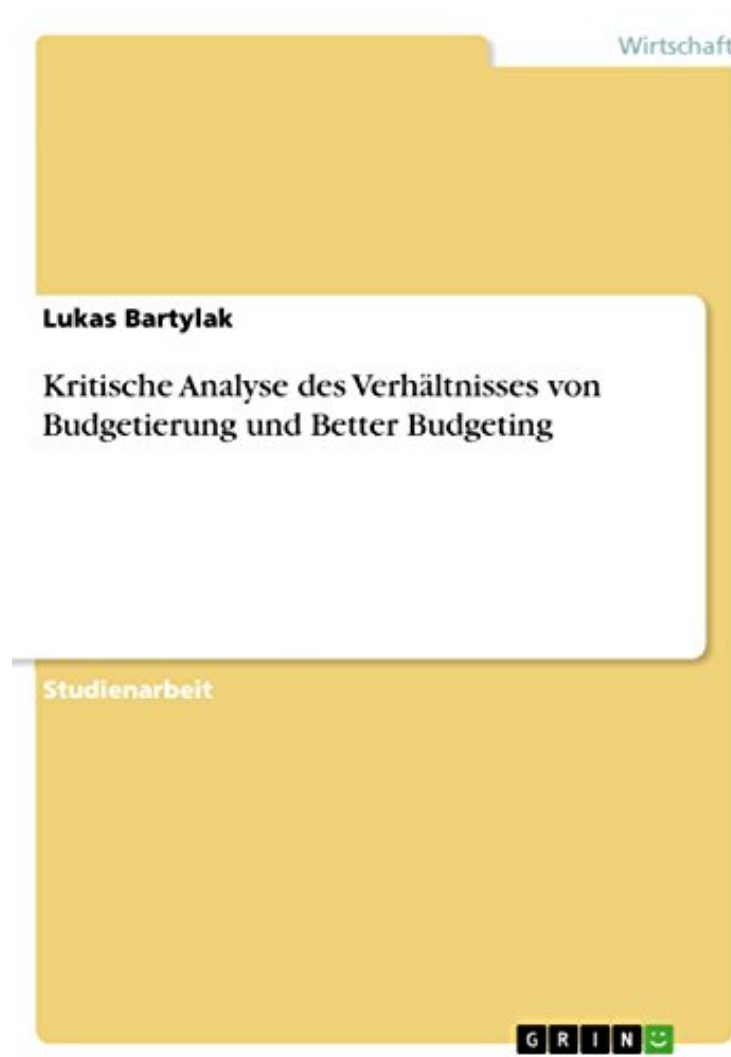 Wirtschaft
Lukas Bartylak
Kritische Analyse des Verhältnisses von
Budgetierung und Better Budgeting
Studienarbeit
GRIN